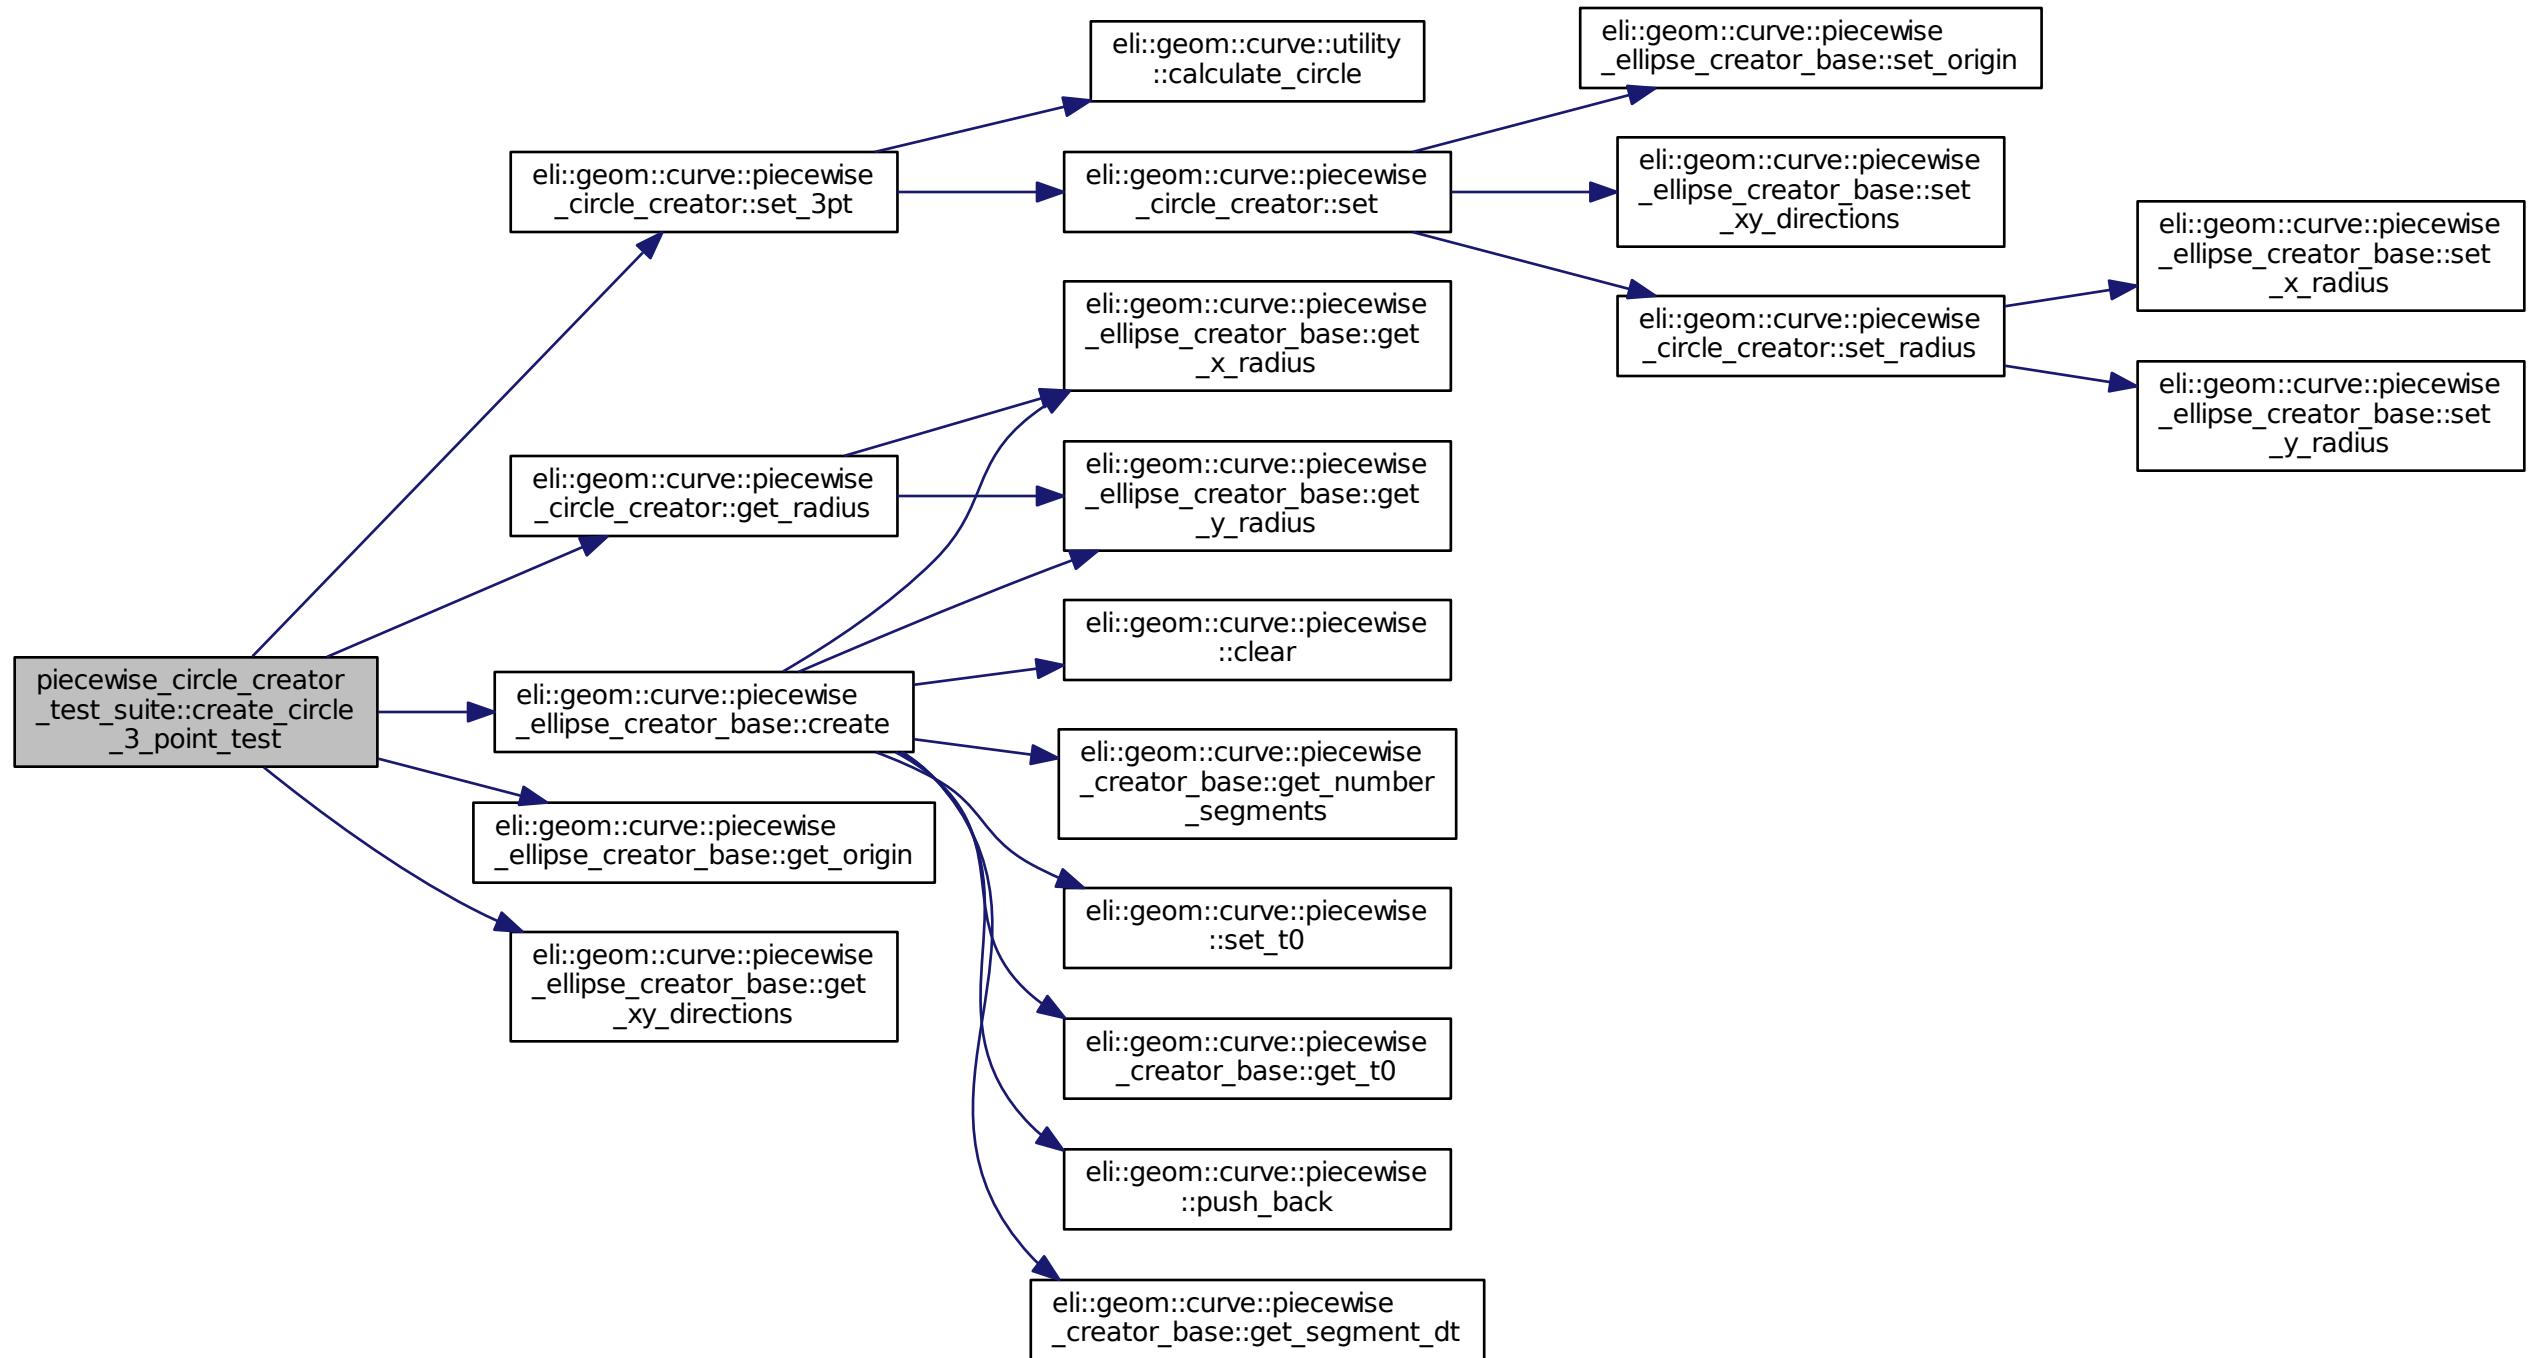 piecewise_circle_creator
_test_suite::create_circle
_3_point_test
eli::geom::curve::piecewise
_circle_creator::set_3pt
eli::geom::curve::utility
::calculate_circle
eli::geom::curve::piecewise
_circle_creator::set
eli::geom::curve::piecewise
_ellipse_creator_base::set_origin
eli::geom::curve::piecewise
_ellipse_creator_base::set
_xy_directions
eli::geom::curve::piecewise
_circle_creator::set_radius
eli::geom::curve::piecewise
_ellipse_creator_base::set
_x_radius
eli::geom::curve::piecewise
_ellipse_creator_base::set
_y_radius
eli::geom::curve::piecewise
_circle_creator::get_radius
eli::geom::curve::piecewise
_ellipse_creator_base::get
_x_radius
eli::geom::curve::piecewise
_ellipse_creator_base::get
_y_radius
eli::geom::curve::piecewise
_ellipse_creator_base::create
eli::geom::curve::piecewise
::clear
eli::geom::curve::piecewise
_creator_base::get_number
_segments
eli::geom::curve::piecewise
::set_t0
eli::geom::curve::piecewise
_creator_base::get_t0
eli::geom::curve::piecewise
::push_back
eli::geom::curve::piecewise
_creator_base::get_segment_dt
eli::geom::curve::piecewise
_ellipse_creator_base::get_origin
eli::geom::curve::piecewise
_ellipse_creator_base::get
_xy_directions